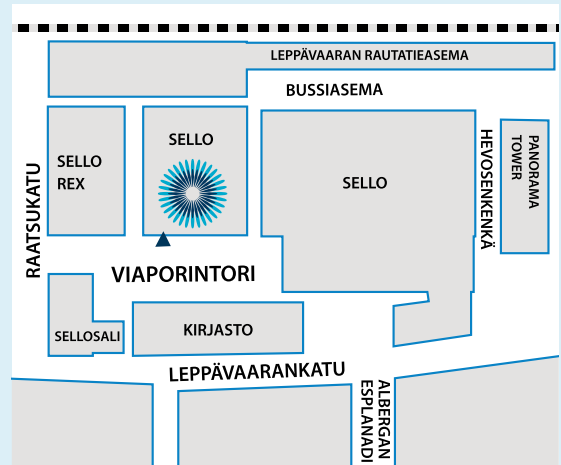 LEPPÄVAARAN RAUTATIEASEMA
BUSSIASEMA
SELLO
SELLO
REX
SELLO
RAATSUKATU
HEVOSENKENKÄ
PANORAMA
TOWER
VIAPORINTORI
SELLOSALI
KIRJASTO
LEPPÄVAARANKATU
ALBERGAN
ESPLANADI